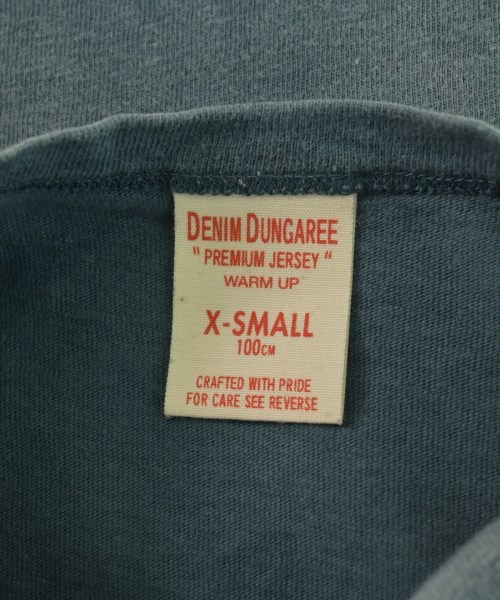 DENIM DUNGAREE
" PREMIUM JERSEY "
WARM UP
X-SMALL
100CM
CRAFTED WITH PRIDE
FOR CARE SEE REVERSE